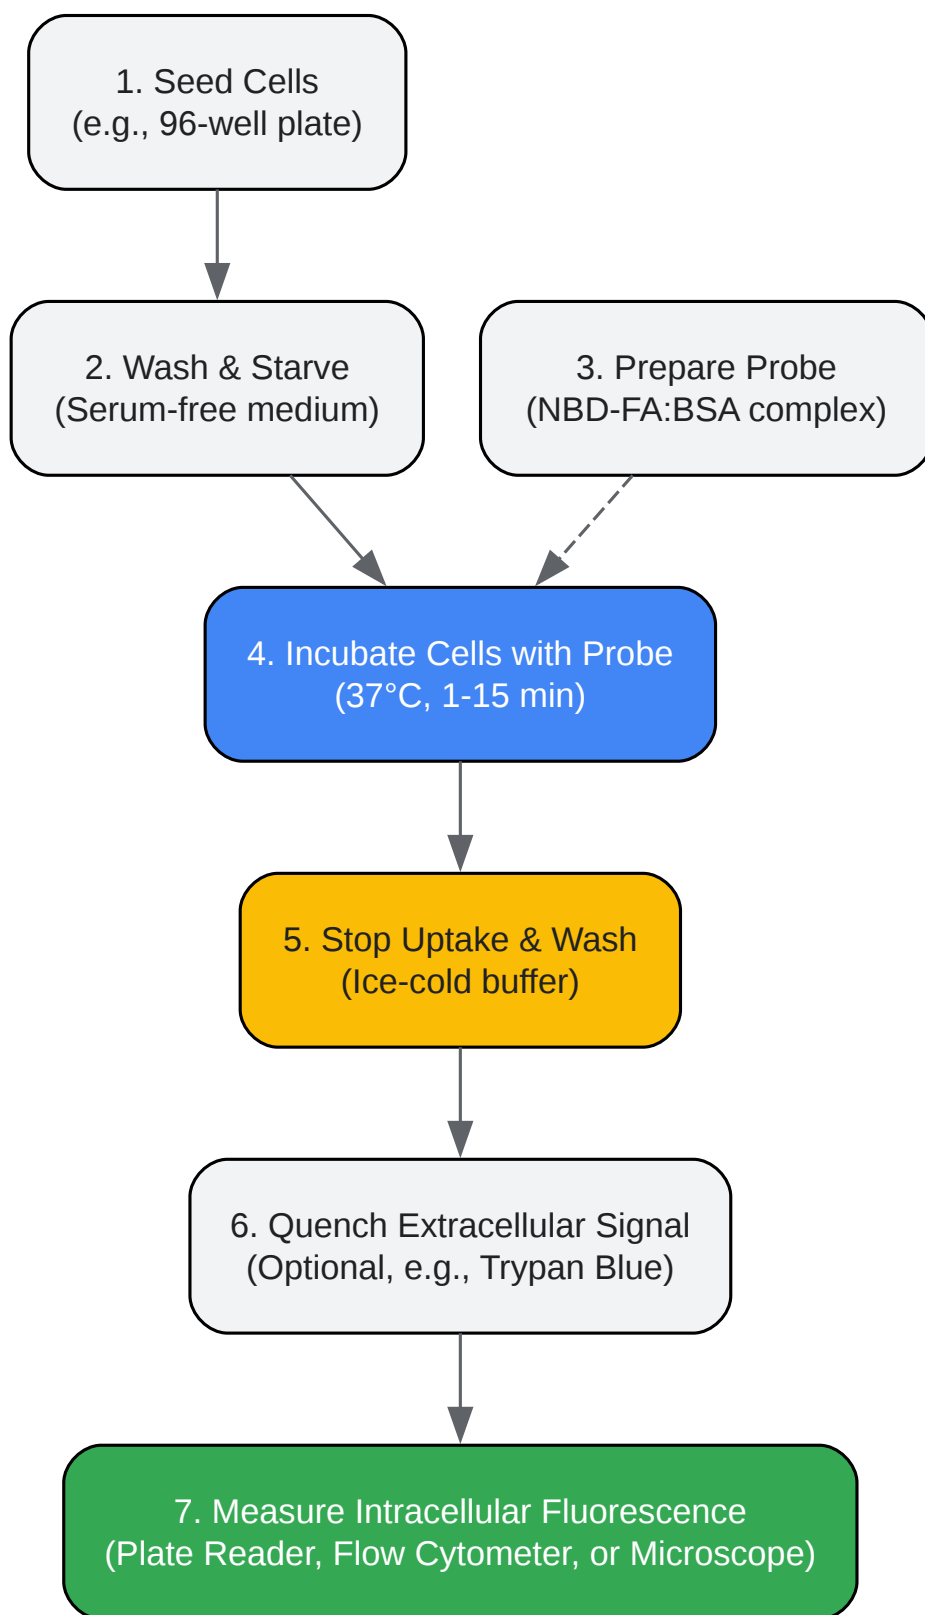 1. Seed Cells
(e.g., 96-well plate)
2. Wash & Starve
(Serum-free medium)
3. Prepare Probe
(NBD-FA:BSA complex)
4. Incubate Cells with Probe
(37°C, 1-15 min)
5. Stop Uptake & Wash
(Ice-cold buffer)
6. Quench Extracellular Signal
(Optional, e.g., Trypan Blue)
7. Measure Intracellular Fluorescence
(Plate Reader, Flow Cytometer, or Microscope)